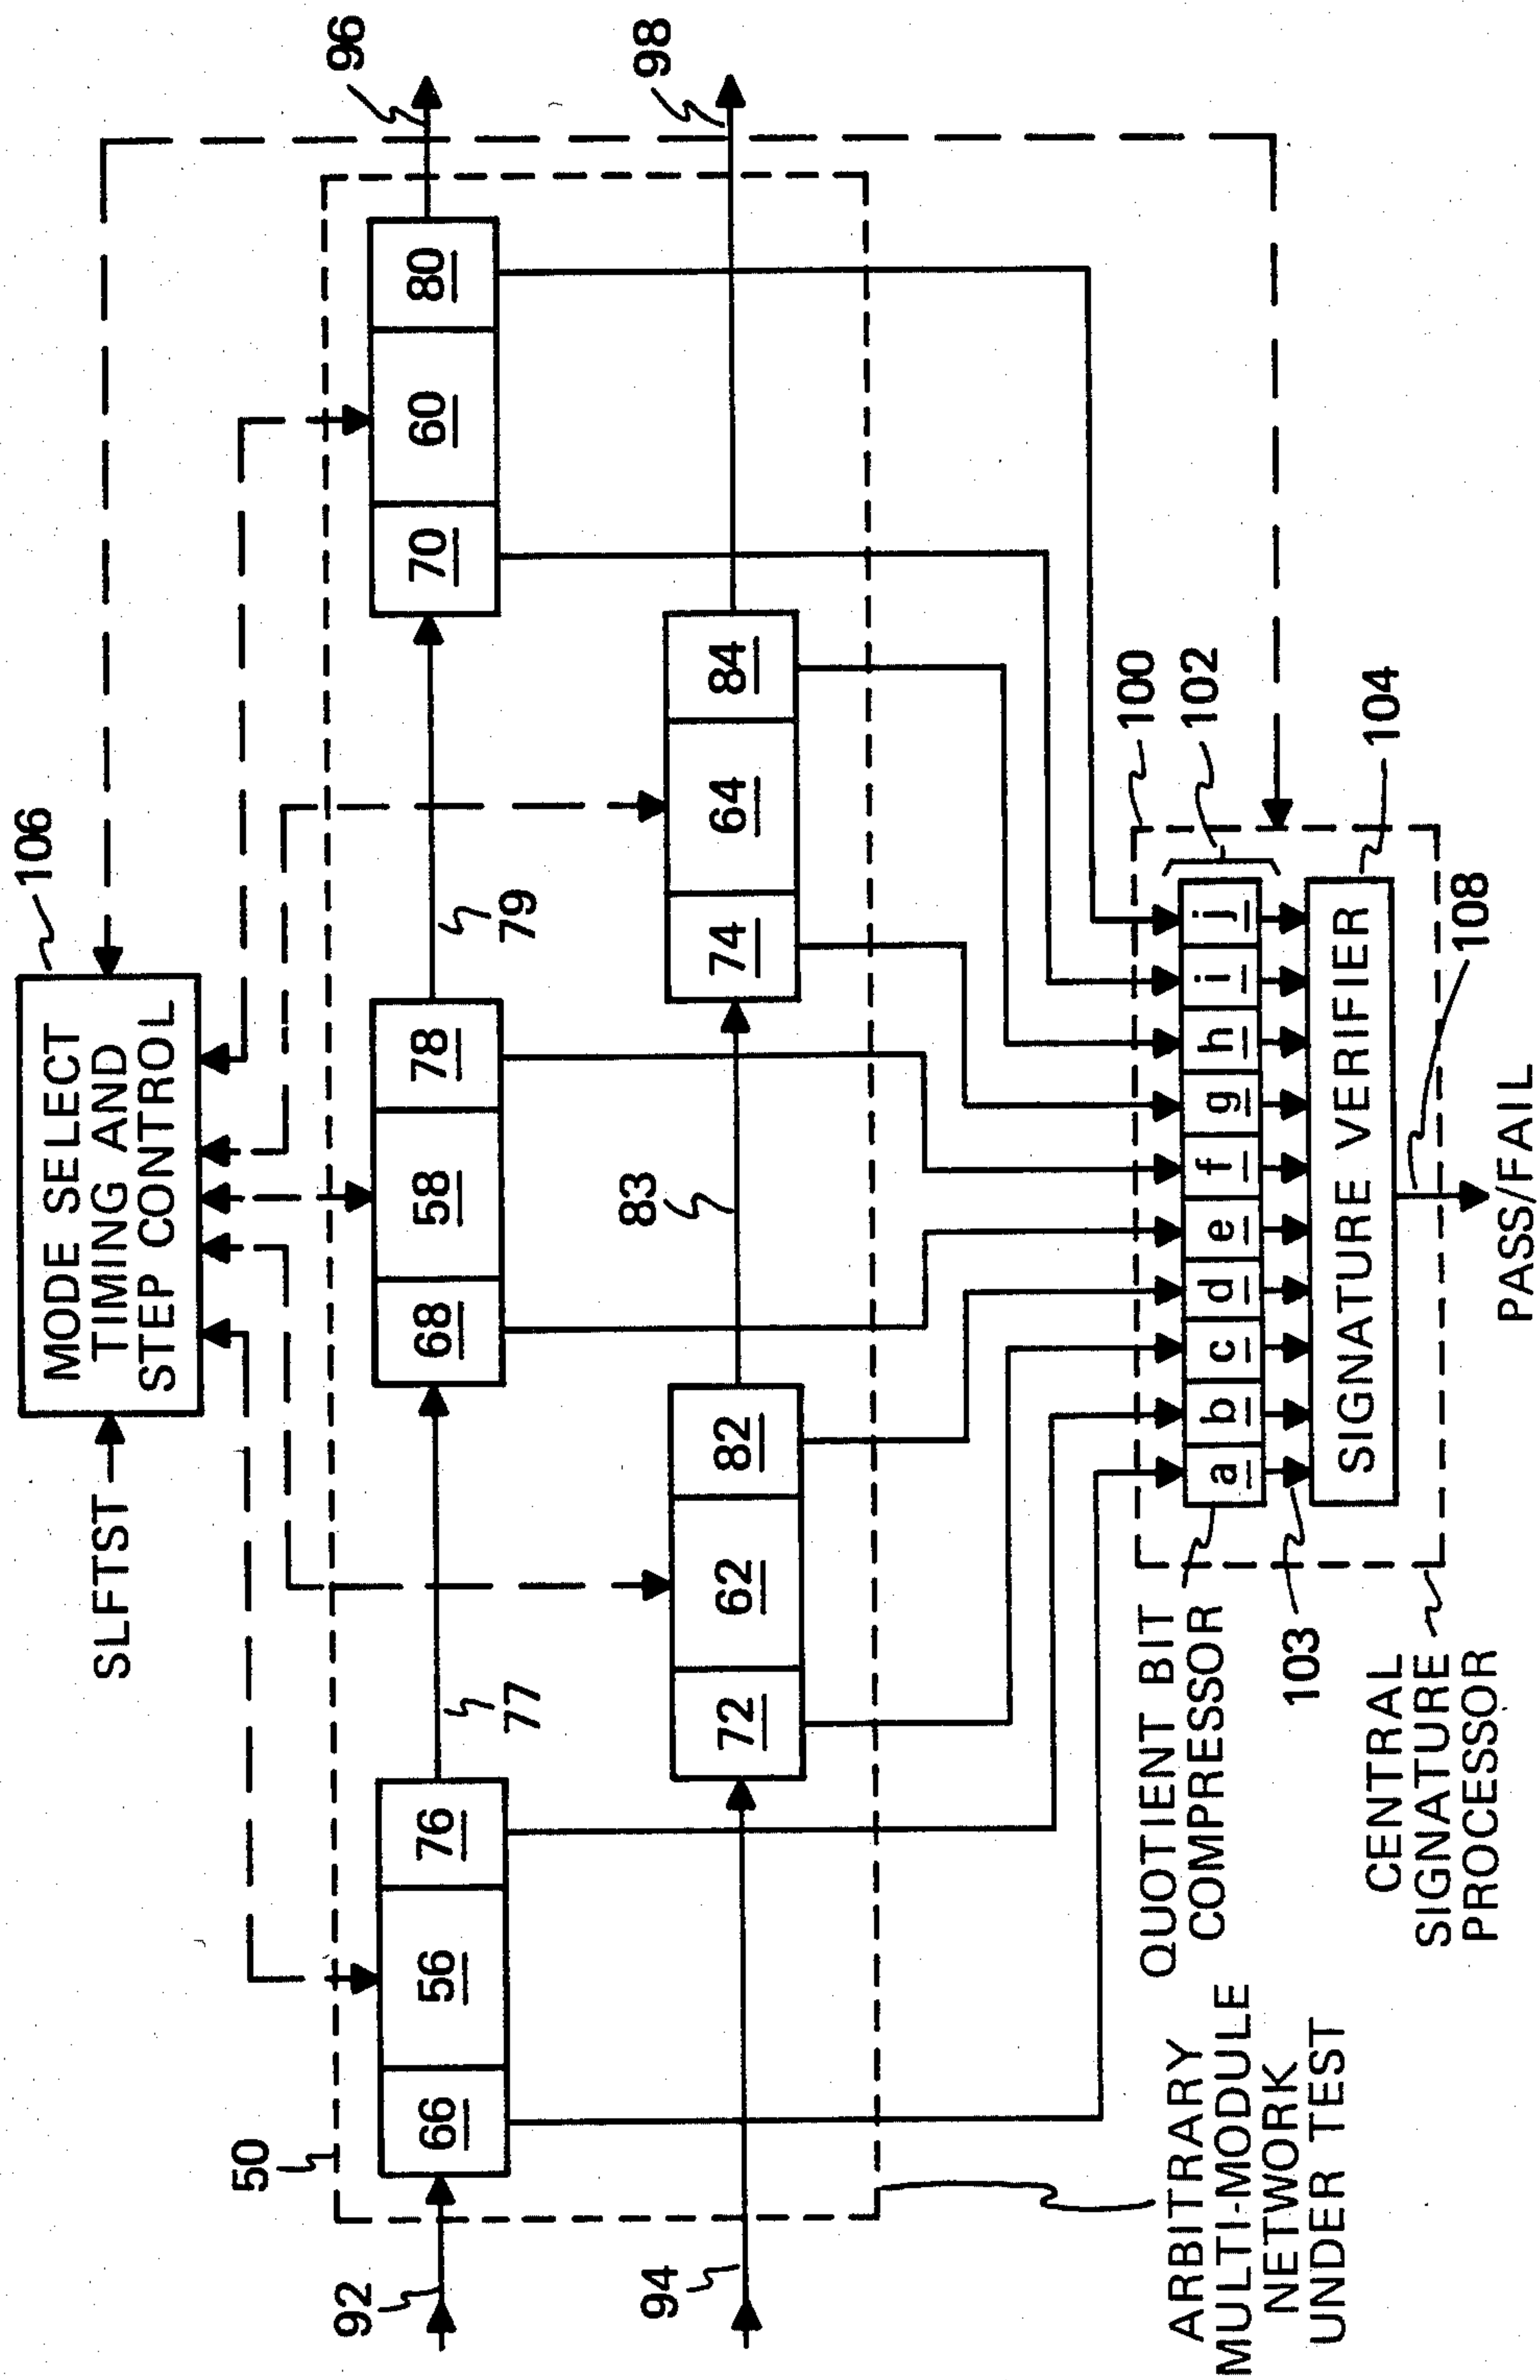 106
MODE SELECT
TIMING AND
STEP CONTROL
SLFTST
50
92
66 56 76
77
68 58 78
79
70 60 80
96
94
72 62 82
83
74 64 84
98
QUOTIENT BIT
COMPRESSOR
a b c d e f g h i j
100
102
103
SIGNATURE VERIFIER
104
108
PASS/FAIL
CENTRAL
SIGNATURE
PROCESSOR
ARBITRARY
MULTI-MODULE
NETWORK
UNDER TEST